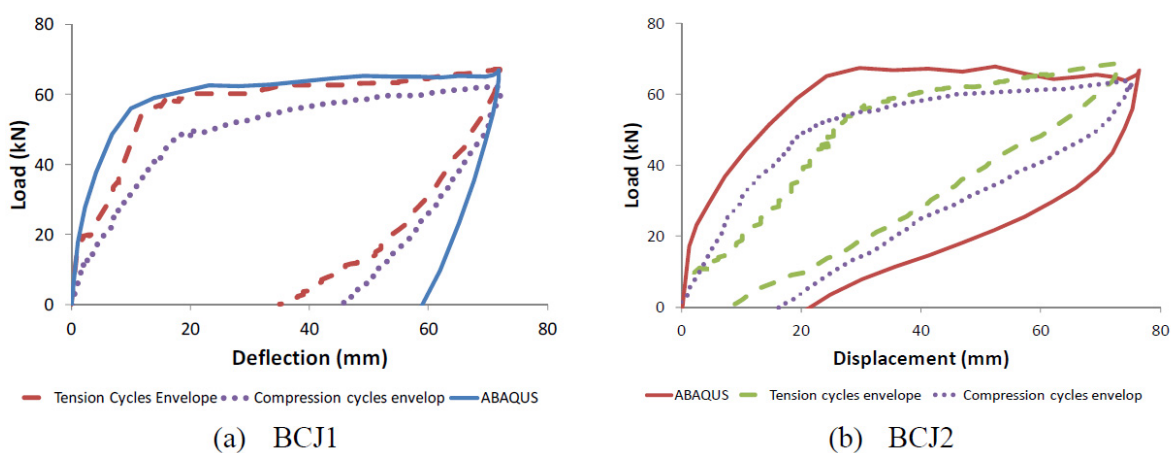 80
60
40
20
0
Load (kN)
0 20 40 60 80
Deflection (mm)
Tension Cycles Envelope Compression cycles envelop ABAQUS
(a) BCJ1
80
60
40
20
0
Load (kN)
0 20 40 60 80
Displacement (mm)
ABAQUS Tension cycles envelope Compression cycles envelop
(b) BCJ2